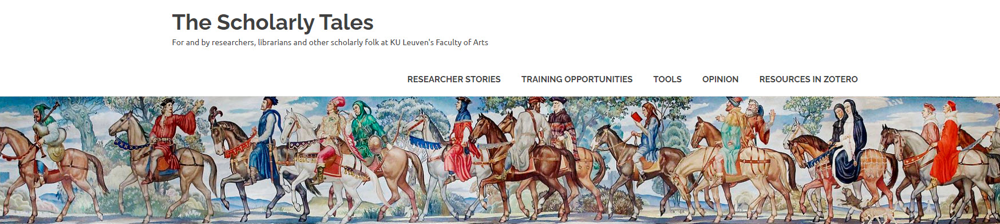 The Scholarly Tales
For and by researchers, librarians and other scholarly folk at KU Leuven's Faculty of Arts
RESEARCHER STORIES TRAINING OPPORTUNITIES TOOLS OPINION RESOURCES IN ZOTERO